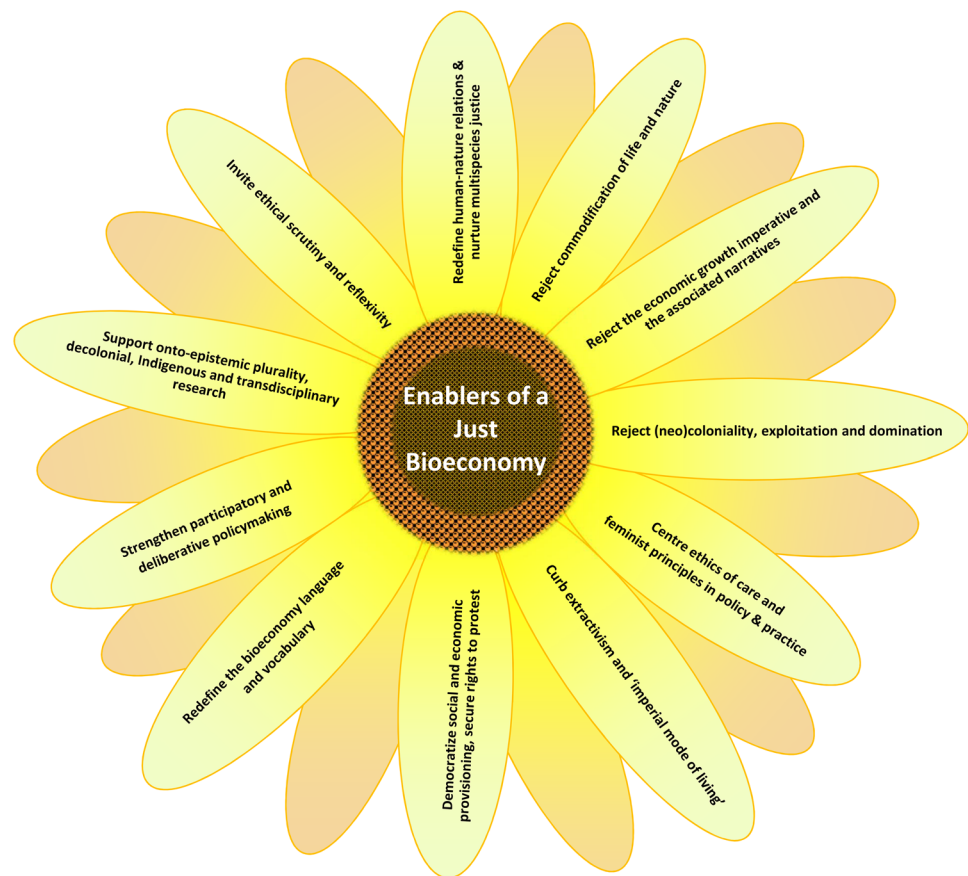 Enablers of a
Just
Bioeconomy
Redefine human-nature relations &
nurture multispecies justice
Reject commodification of life and nature
Reject the economic growth imperative and
the associated narratives
Reject (neo)coloniality, exploitation and domination
Centre ethics of care and
feminist principles in policy & practice
Curb extractivism and ‘imperial mode of living’
Democratize social and economic
provisioning, secure rights to protest
Redefine the bioeconomy language
and vocabulary
Strengthen participatory and
deliberative policymaking
Support onto-epistemic plurality,
decolonial, Indigenous and transdisciplinary
research
Invite ethical scrutiny and reflexivity